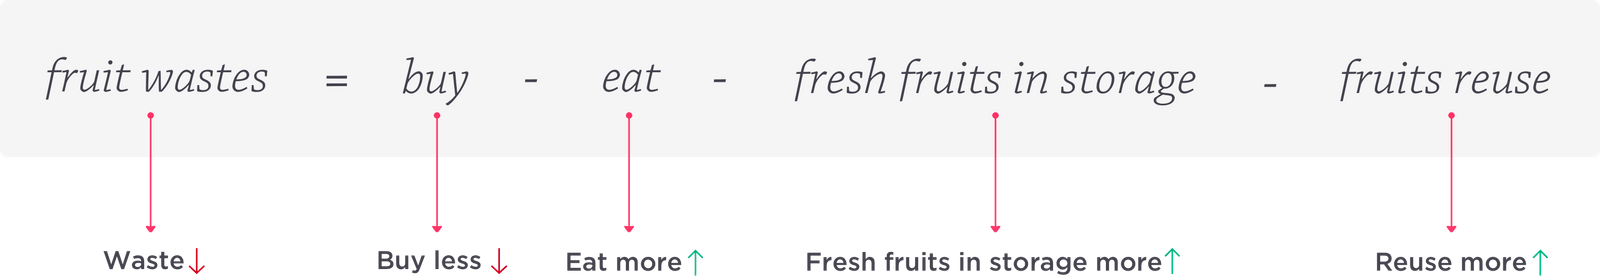 fruit wastes = buy - eat - fresh fruits in storage - fruits reuse
Waste↓ Buy less ↓ Eat more↑ Fresh fruits in storage more↑ Reuse more↑